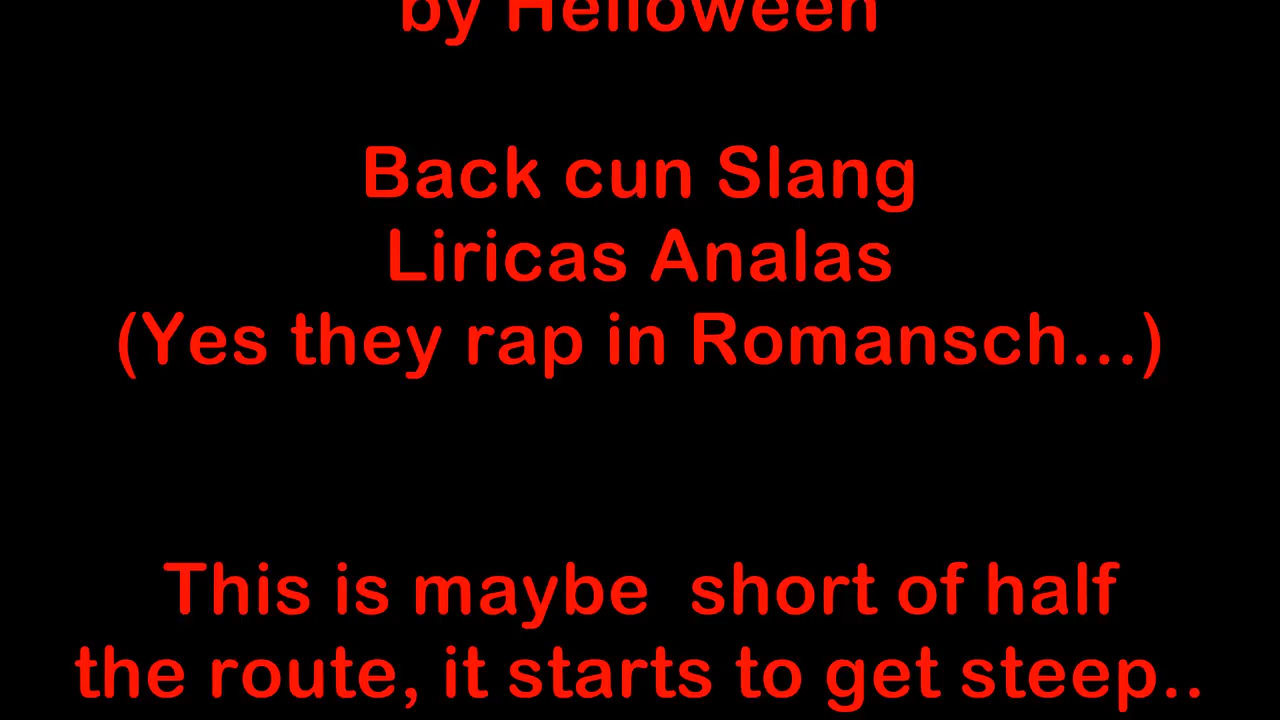 by Helloween
Back cun Slang
Liricas Analas
(Yes they rap in Romansch...)
This is maybe  short of half
the route, it starts to get steep..